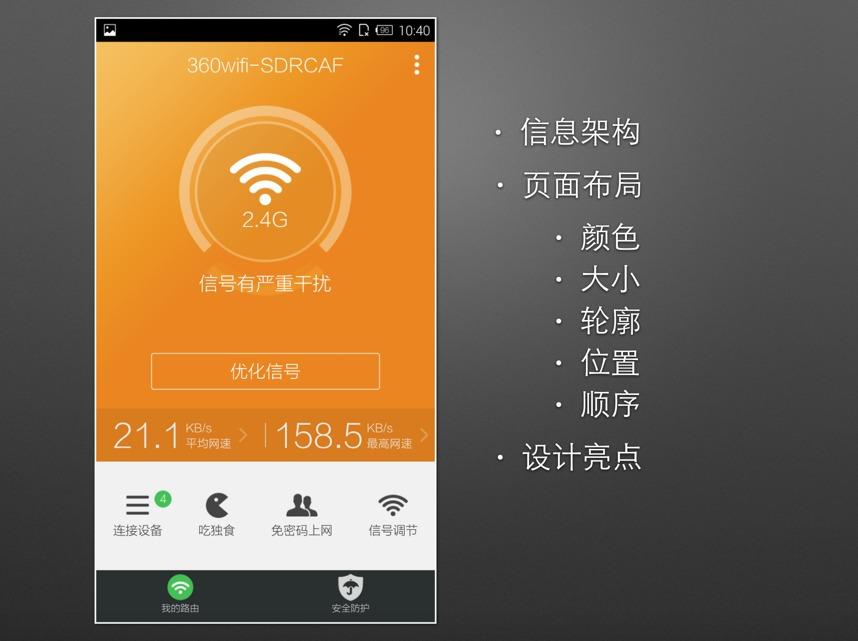 96 10:40
360wifi-SDRCAF
2.4G
信号有严重干扰
优化信号
21.1 KB/s 平均网速 158.5 KB/s 最高网速
4
连接设备 吃独食 免密码上网 信号调节
我的路由 安全防护
• 信息架构
• 页面布局
• 颜色
• 大小
• 轮廓
• 位置
• 顺序
• 设计亮点